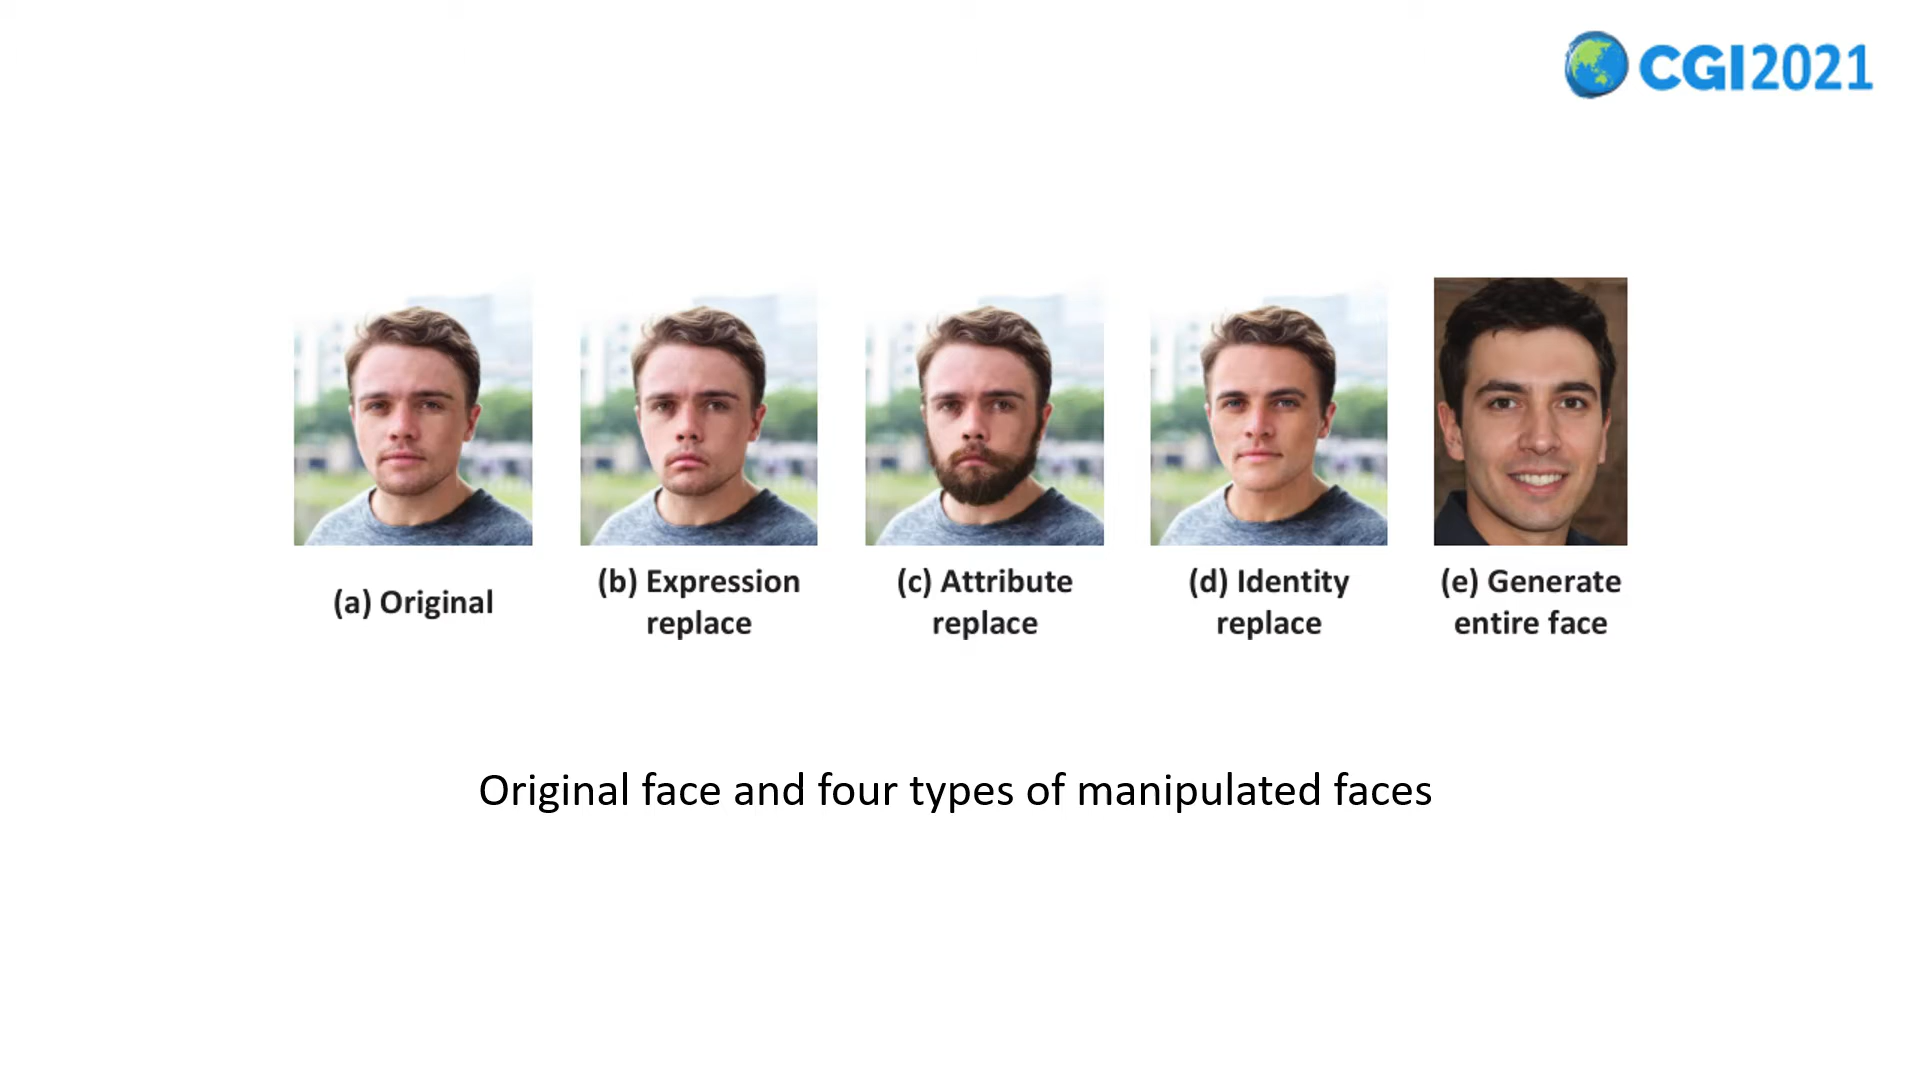 CGI2021
(a) Original
(b) Expression
replace
(c) Attribute
replace
(d) Identity
replace
(e) Generate
entire face
Original face and four types of manipulated faces